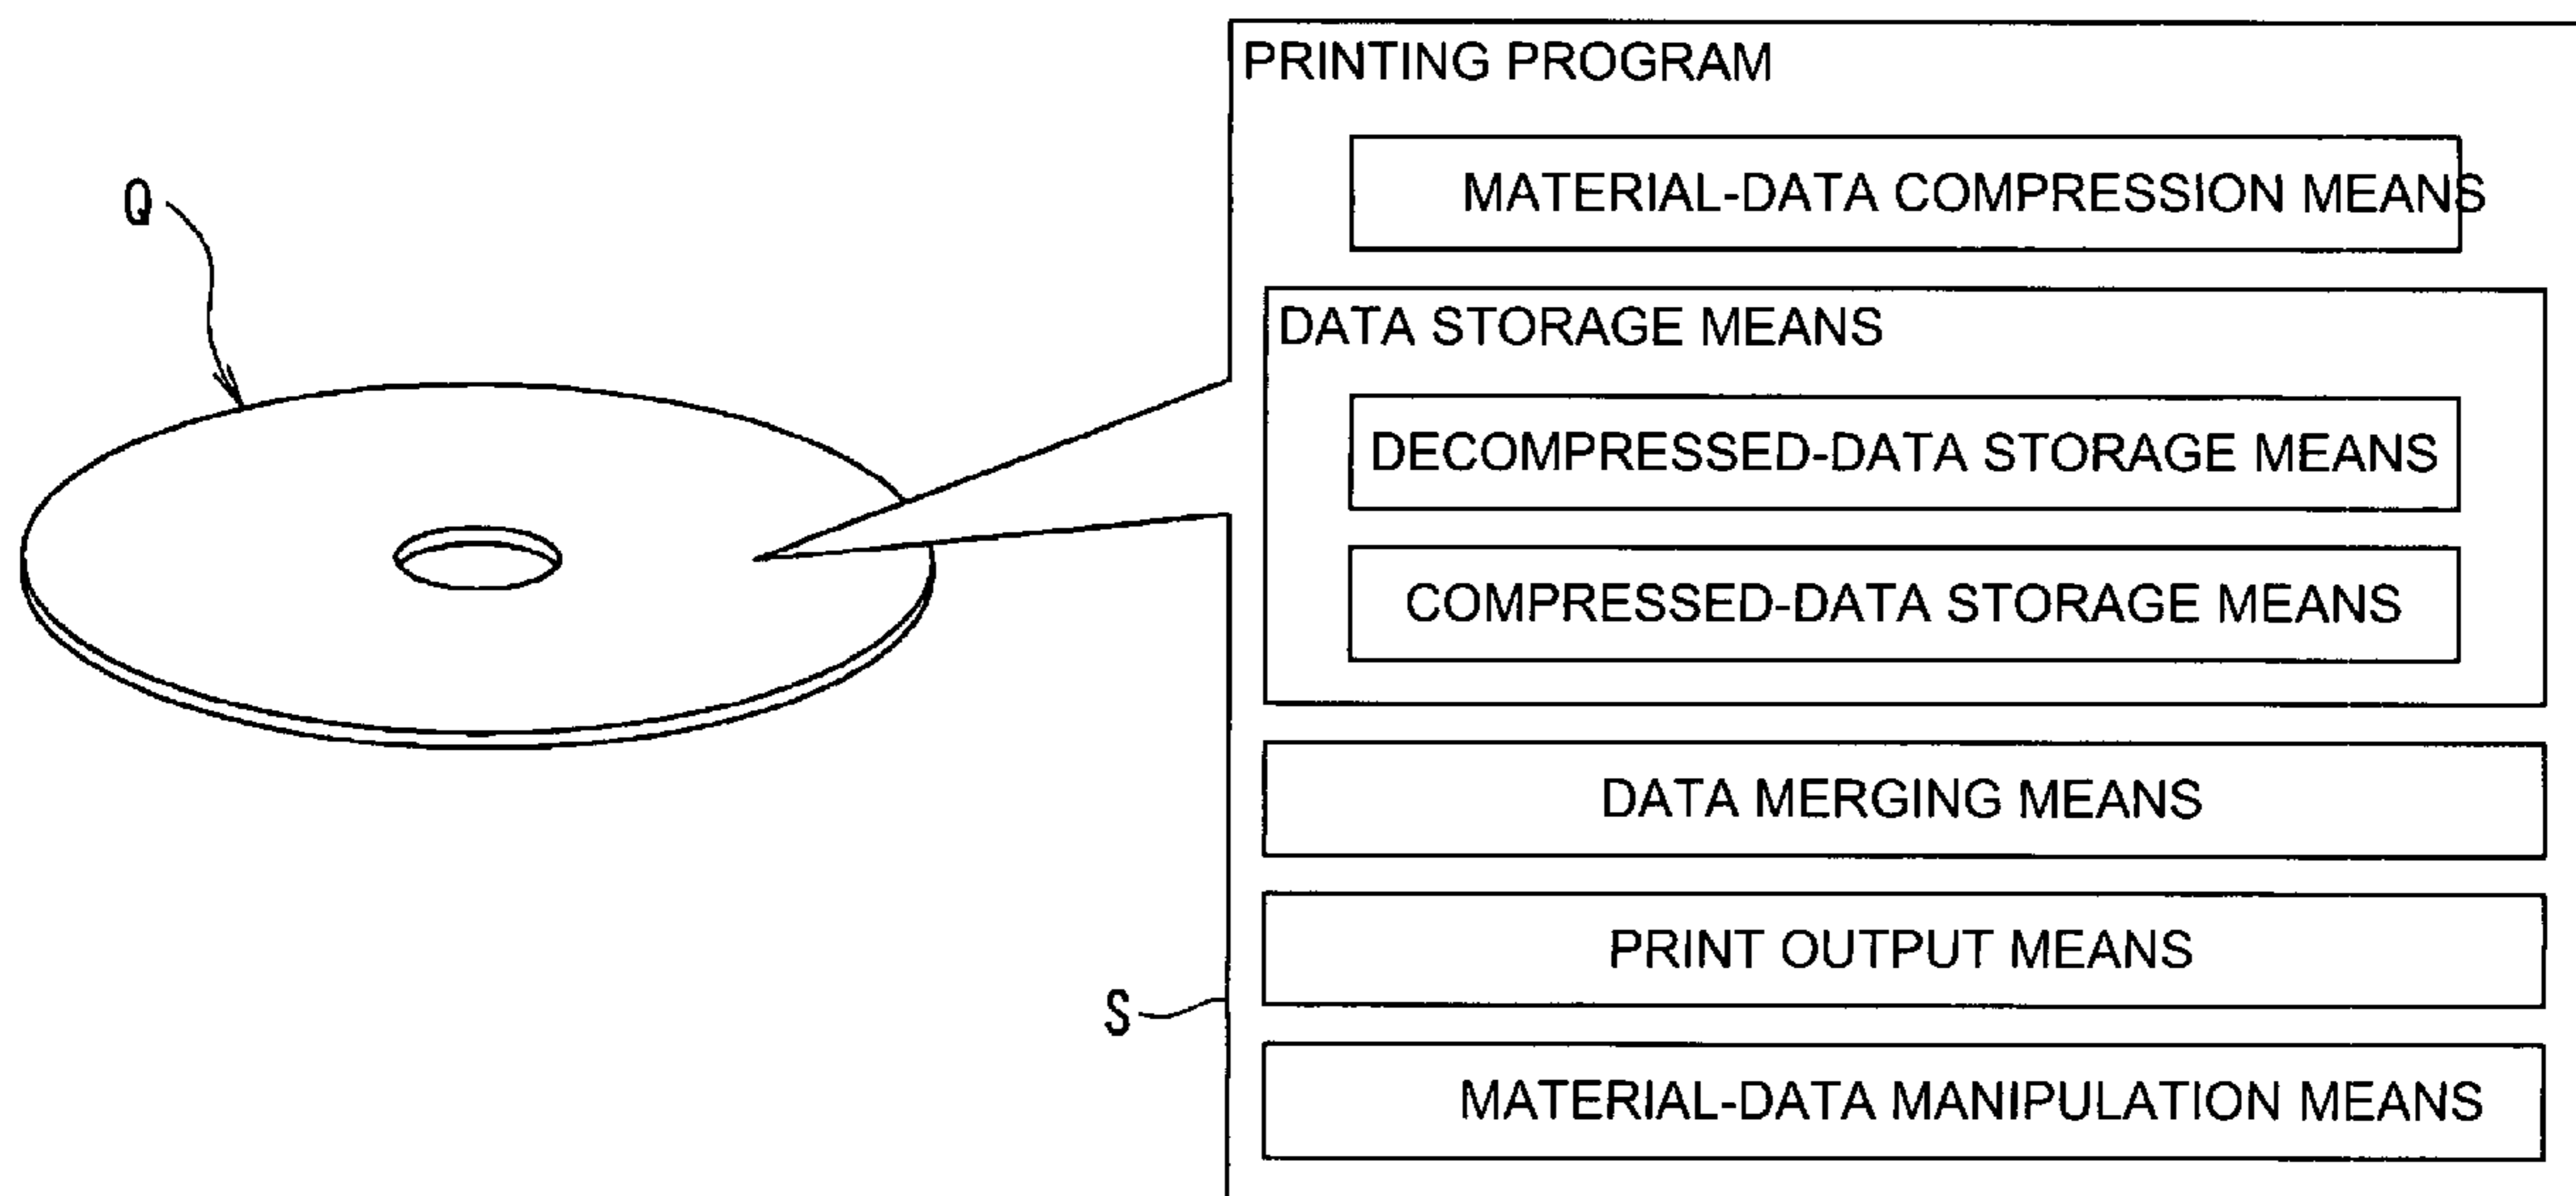 PRINTING PROGRAM
MATERIAL-DATA COMPRESSION MEANS
Q
DATA STORAGE MEANS
DECOMPRESSED-DATA STORAGE MEANS
COMPRESSED-DATA STORAGE MEANS
DATA MERGING MEANS
PRINT OUTPUT MEANS
S
MATERIAL-DATA MANIPULATION MEANS